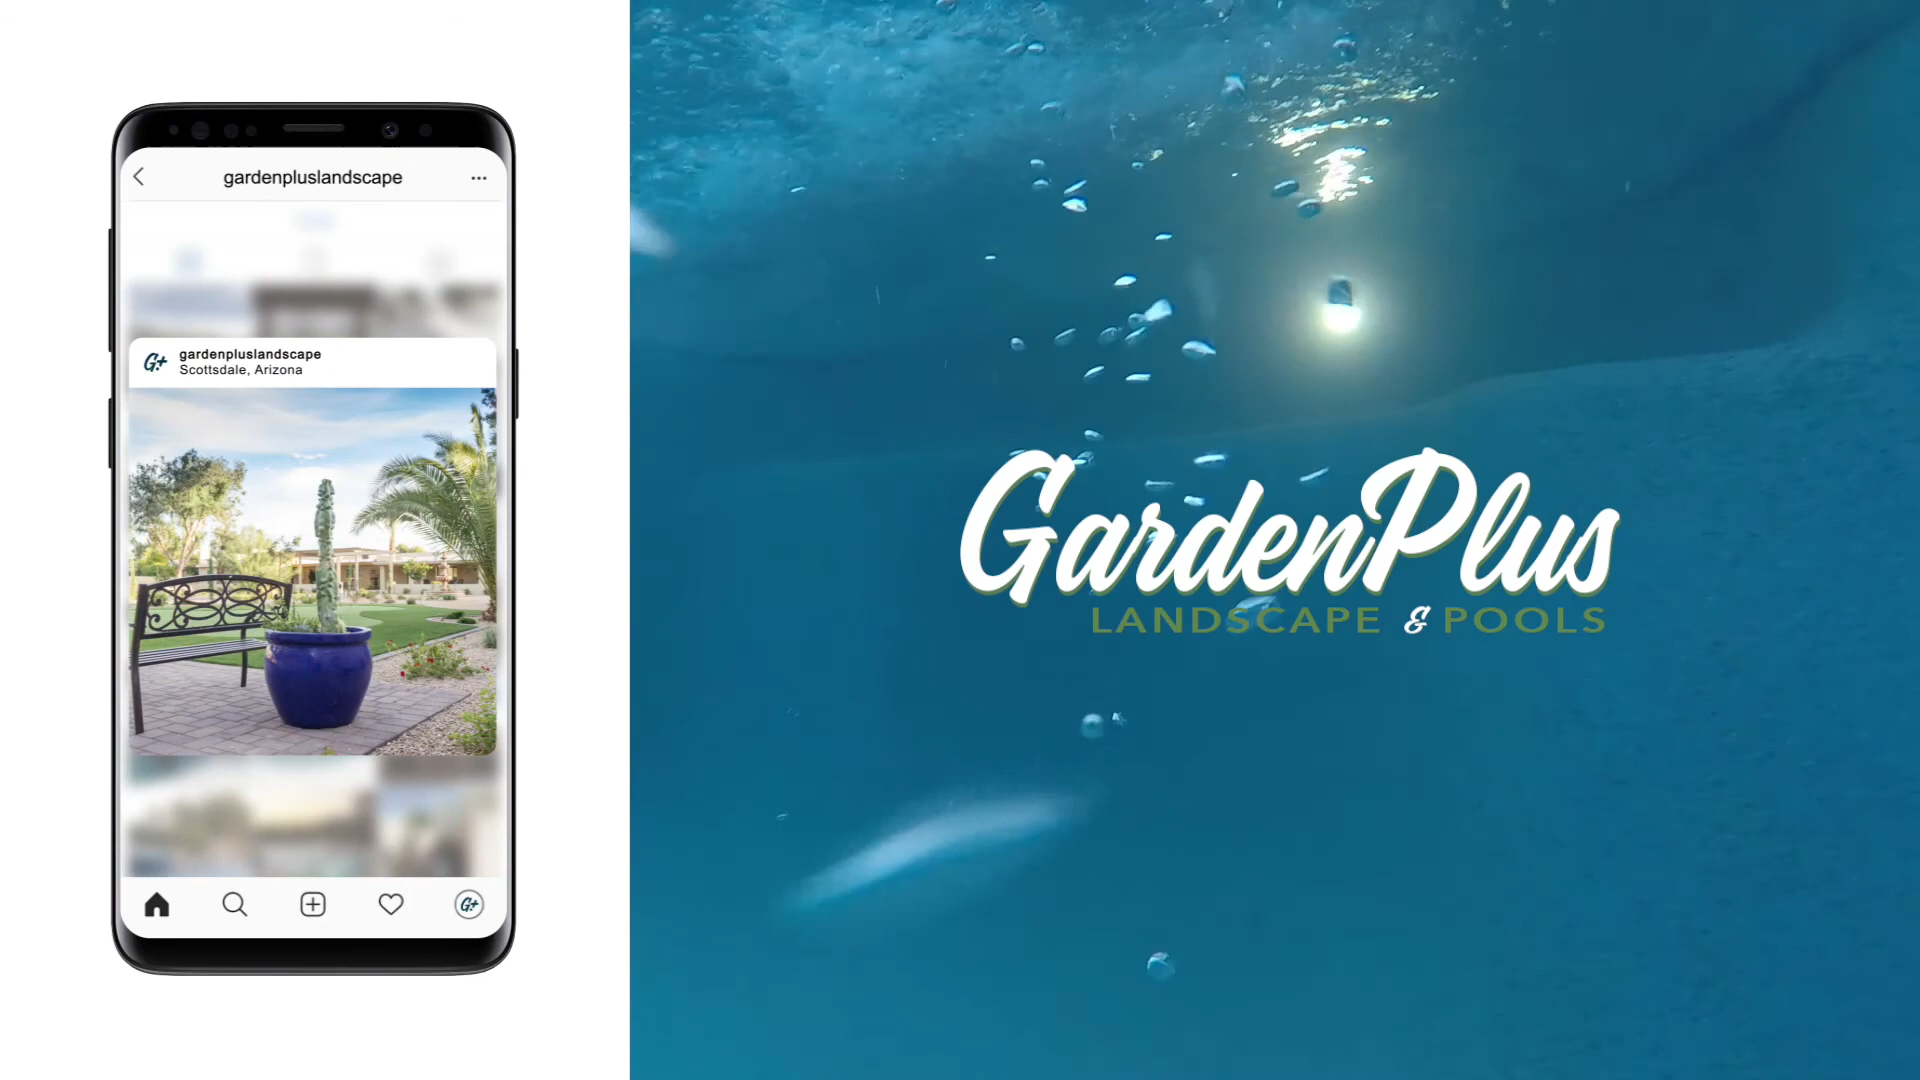 gardenpluslandscape
G+
gardenpluslandscape
Scottsdale, Arizona
G+
GardenPlus
LANDSCAPE & POOLS